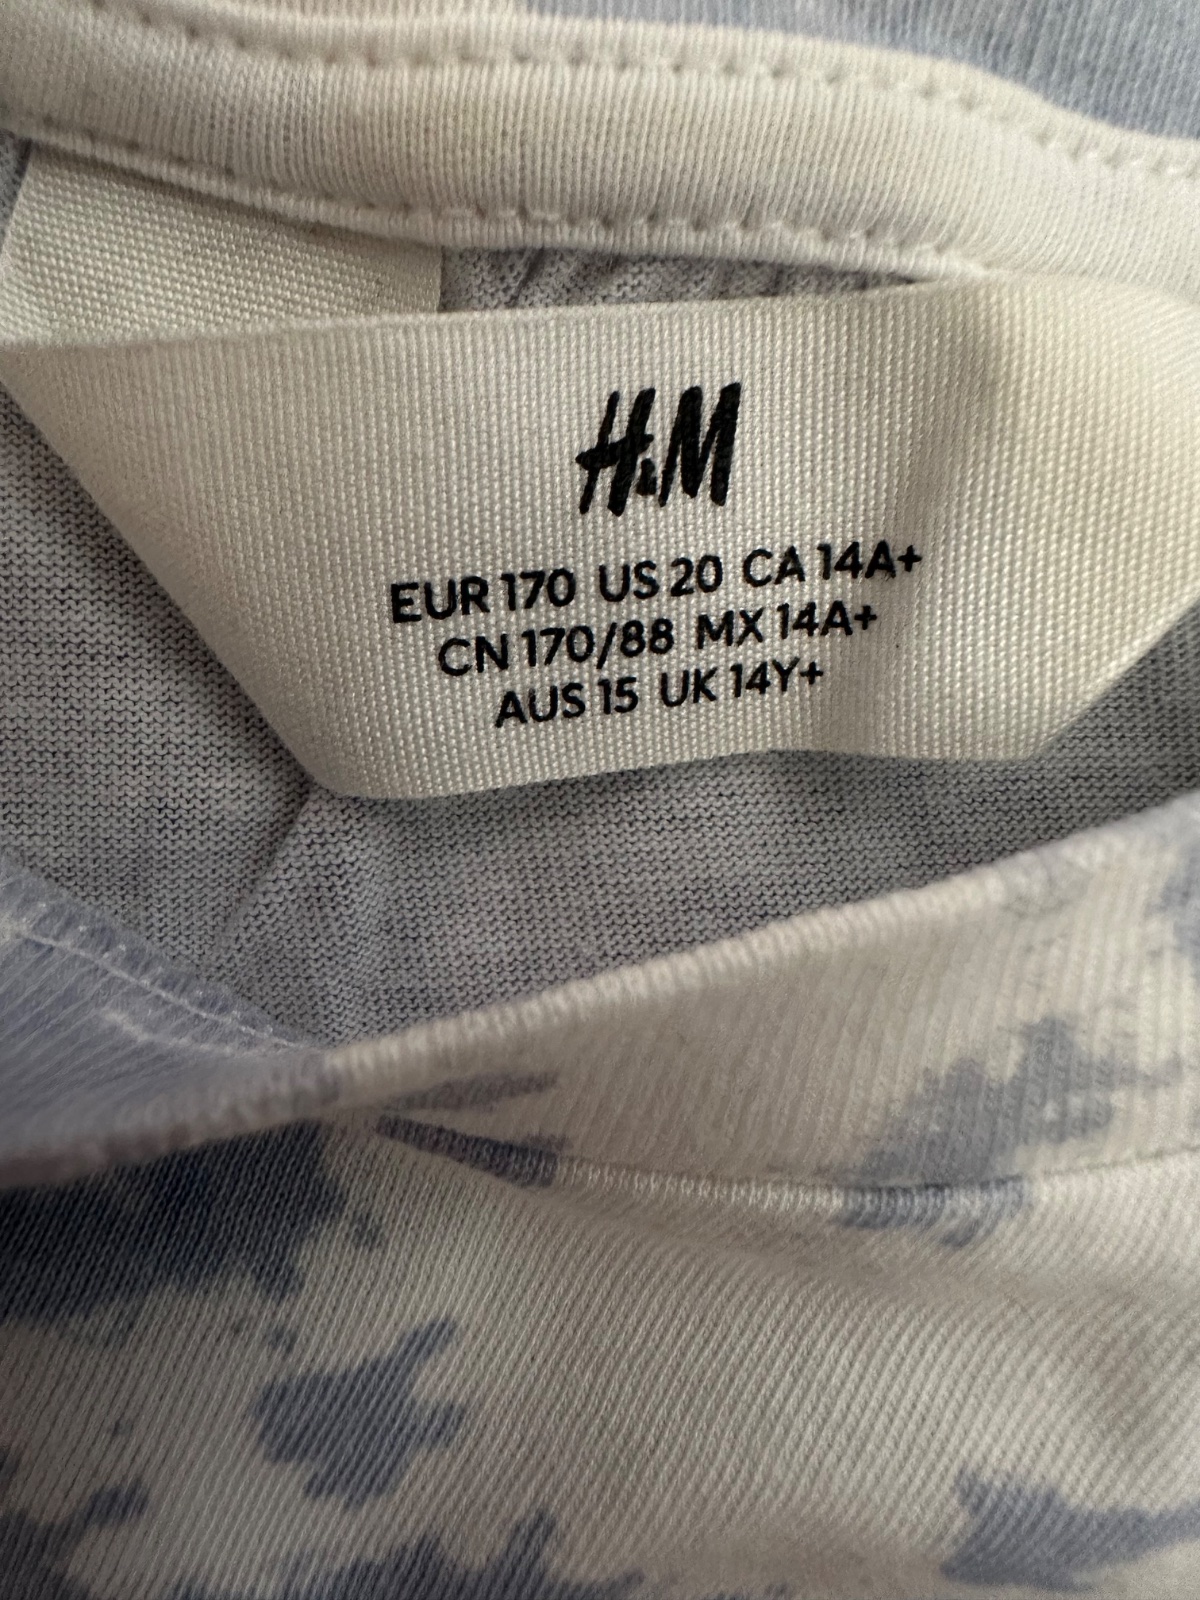 H&M
EUR 170 US 20 CA 14A+
CN 170/88 MX 14A+
AUS 15 UK 14Y+